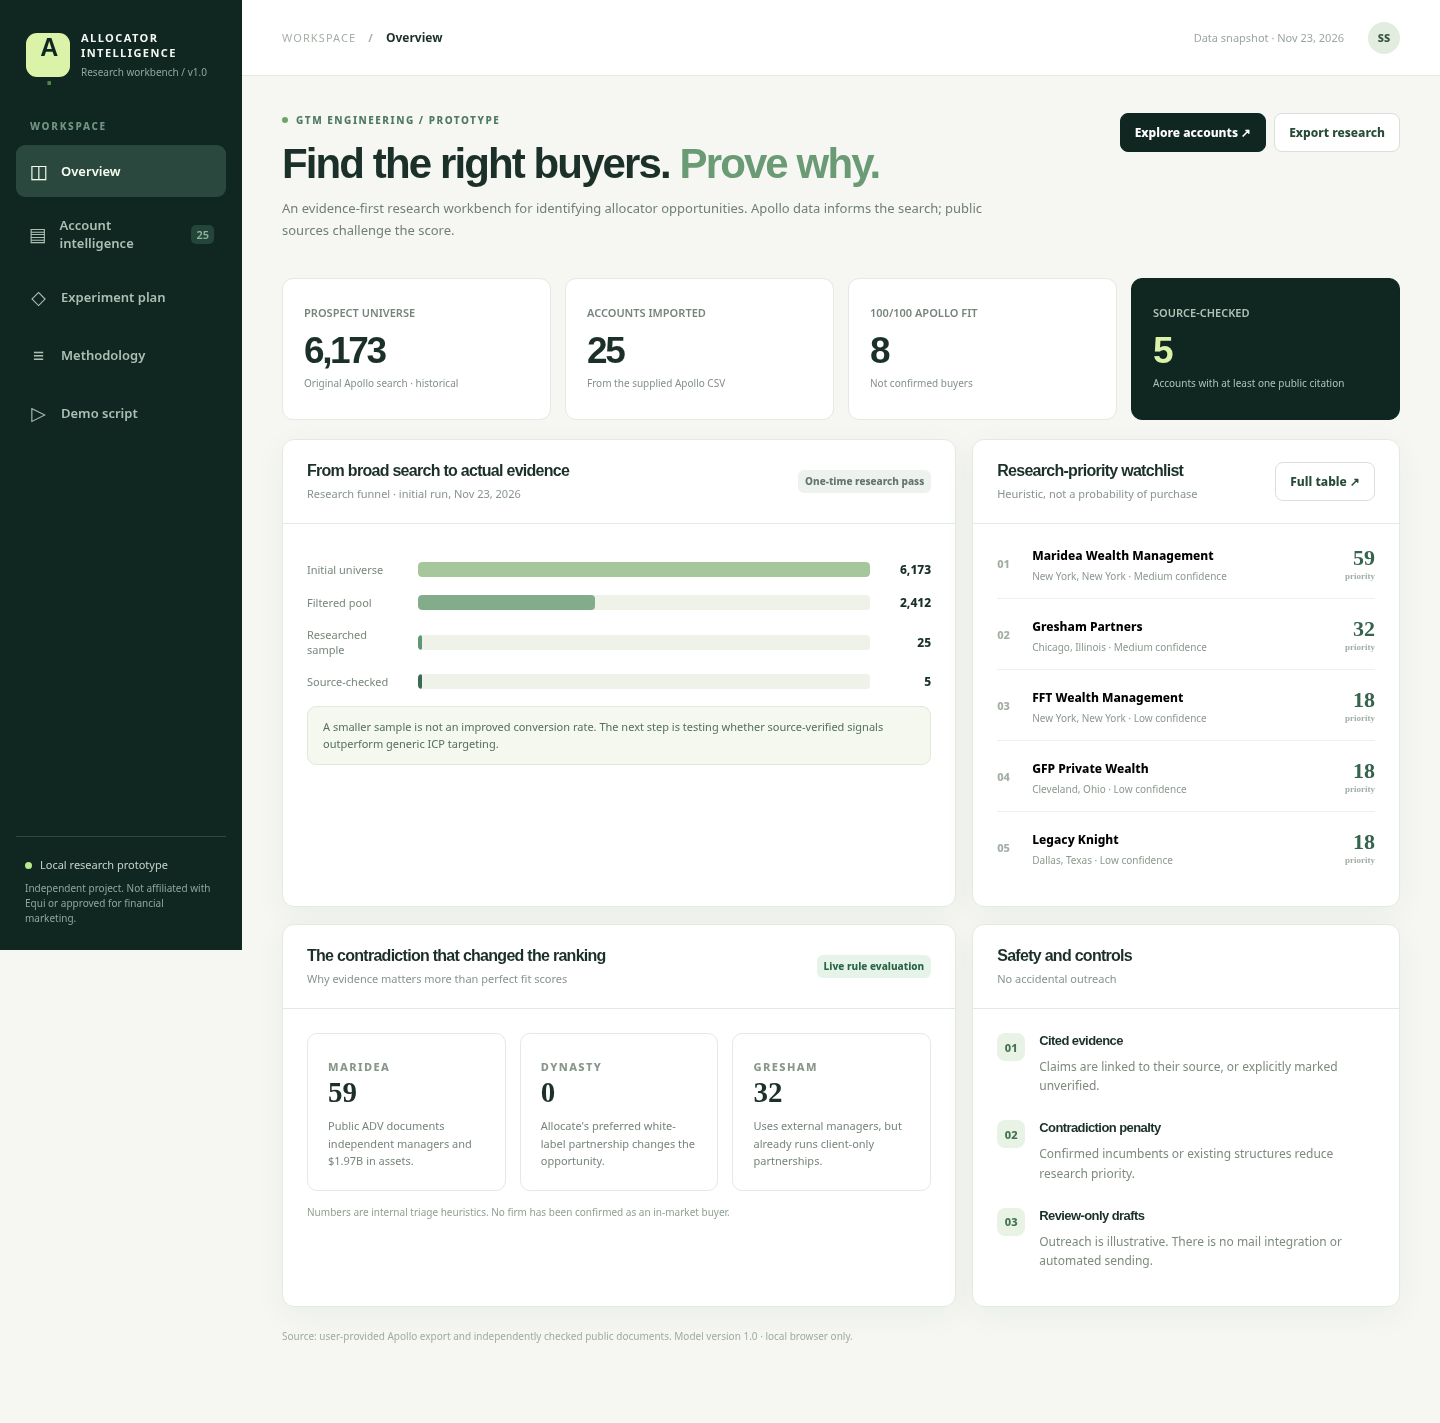 A
ALLOCATOR
INTELLIGENCE
Research workbench / v1.0
WORKSPACE
Overview
Account
intelligence
25
Experiment plan
Methodology
Demo script
Local research prototype
Independent project. Not affiliated with
Equi or approved for financial
marketing.
WORKSPACE / Overview
Data snapshot · Nov 23, 2026
SS
GTM ENGINEERING / PROTOTYPE
Find the right buyers. Prove why.
An evidence-first research workbench for identifying allocator opportunities. Apollo data informs the search; public
sources challenge the score.
Explore accounts ↗
Export research
PROSPECT UNIVERSE
6,173
Original Apollo search · historical
ACCOUNTS IMPORTED
25
From the supplied Apollo CSV
100/100 APOLLO FIT
8
Not confirmed buyers
SOURCE-CHECKED
5
Accounts with at least one public citation
From broad search to actual evidence
Research funnel · initial run, Nov 23, 2026
One-time research pass
Initial universe 6,173
Filtered pool 2,412
Researched
sample
25
Source-checked 5
A smaller sample is not an improved conversion rate. The next step is testing whether source-verified signals
outperform generic ICP targeting.
Research-priority watchlist
Heuristic, not a probability of purchase
Full table ↗
01
Maridea Wealth Management
New York, New York · Medium confidence
59
priority
02
Gresham Partners
Chicago, Illinois · Medium confidence
32
priority
03
FFT Wealth Management
New York, New York · Low confidence
18
priority
04
GFP Private Wealth
Cleveland, Ohio · Low confidence
18
priority
05
Legacy Knight
Dallas, Texas · Low confidence
18
priority
The contradiction that changed the ranking
Why evidence matters more than perfect fit scores
Live rule evaluation
MARIDEA
59
Public ADV documents
independent managers and
$1.97B in assets.
DYNASTY
0
Allocate's preferred white-
label partnership changes the
opportunity.
GRESHAM
32
Uses external managers, but
already runs client-only
partnerships.
Numbers are internal triage heuristics. No firm has been confirmed as an in-market buyer.
Safety and controls
No accidental outreach
01
Cited evidence
Claims are linked to their source, or explicitly marked
unverified.
02
Contradiction penalty
Confirmed incumbents or existing structures reduce
research priority.
03
Review-only drafts
Outreach is illustrative. There is no mail integration or
automated sending.
Source: user-provided Apollo export and independently checked public documents. Model version 1.0 · local browser only.